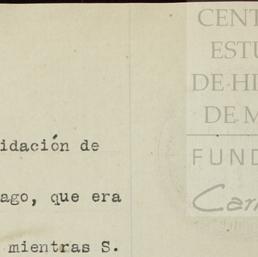 CENT
ESTU
DE HI
DE M
FUND
Car
idación de
ago, que era
mientras S.